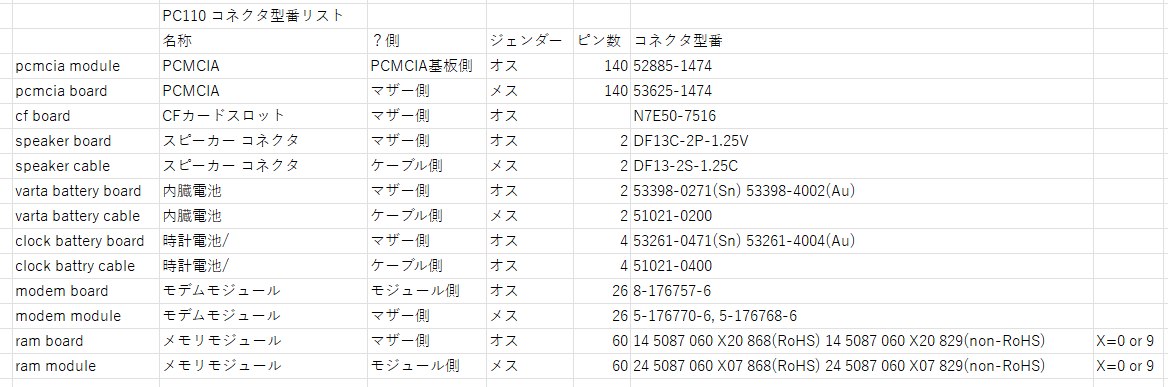 PC110 コネクタ型番リスト
名称 ？側 ジェンダー ピン数 コネクタ型番
pcmcia module PCMCIA PCMCIA基板側 オス 140 52885-1474
pcmcia board PCMCIA マザー側 メス 140 53625-1474
cf board CFカードスロット マザー側 オス N7E50-7516
speaker board スピーカー コネクタ マザー側 オス 2 DF13C-2P-1.25V
speaker cable スピーカー コネクタ ケーブル側 メス 2 DF13-2S-1.25C
varta battery board 内臓電池 マザー側 オス 2 53398-0271(Sn) 53398-4002(Au)
varta battery cable 内臓電池 ケーブル側 メス 2 51021-0200
clock battery board 時計電池/ マザー側 オス 4 53261-0471(Sn) 53261-4004(Au)
clock battry cable 時計電池/ ケーブル側 オス 4 51021-0400
modem board モデムモジュール モジュール側 オス 26 8-176757-6
modem module モデムモジュール マザー側 メス 26 5-176770-6, 5-176768-6
ram board メモリモジュール マザー側 オス 60 14 5087 060 X20 868(RoHS) 14 5087 060 X20 829(non-RoHS) X=0 or 9
ram module メモリモジュール モジュール側 メス 60 24 5087 060 X07 868(RoHS) 24 5087 060 X07 829(non-RoHS) X=0 or 9